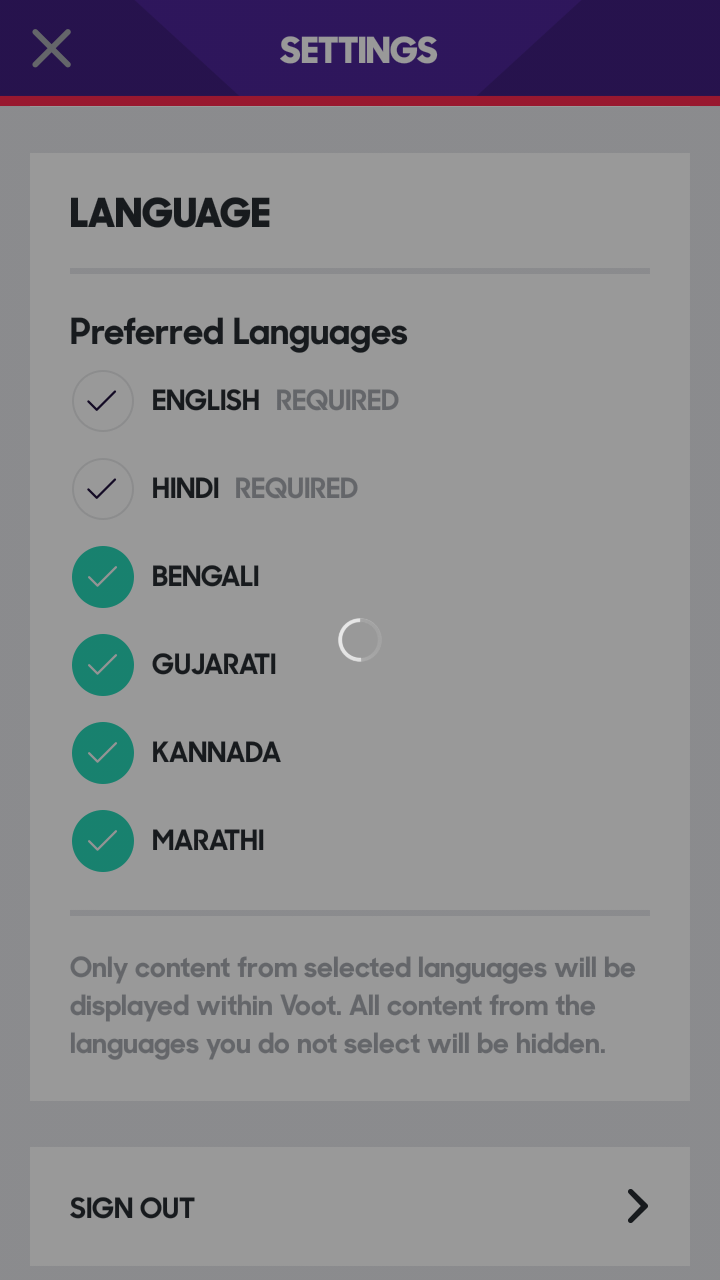 SETTINGS
LANGUAGE
Preferred Languages
ENGLISH REQUIRED
HINDI REQUIRED
BENGALI
GUJARATI
KANNADA
MARATHI
Only content from selected languages will be
displayed within Voot. All content from the
languages you do not select will be hidden.
SIGN OUT